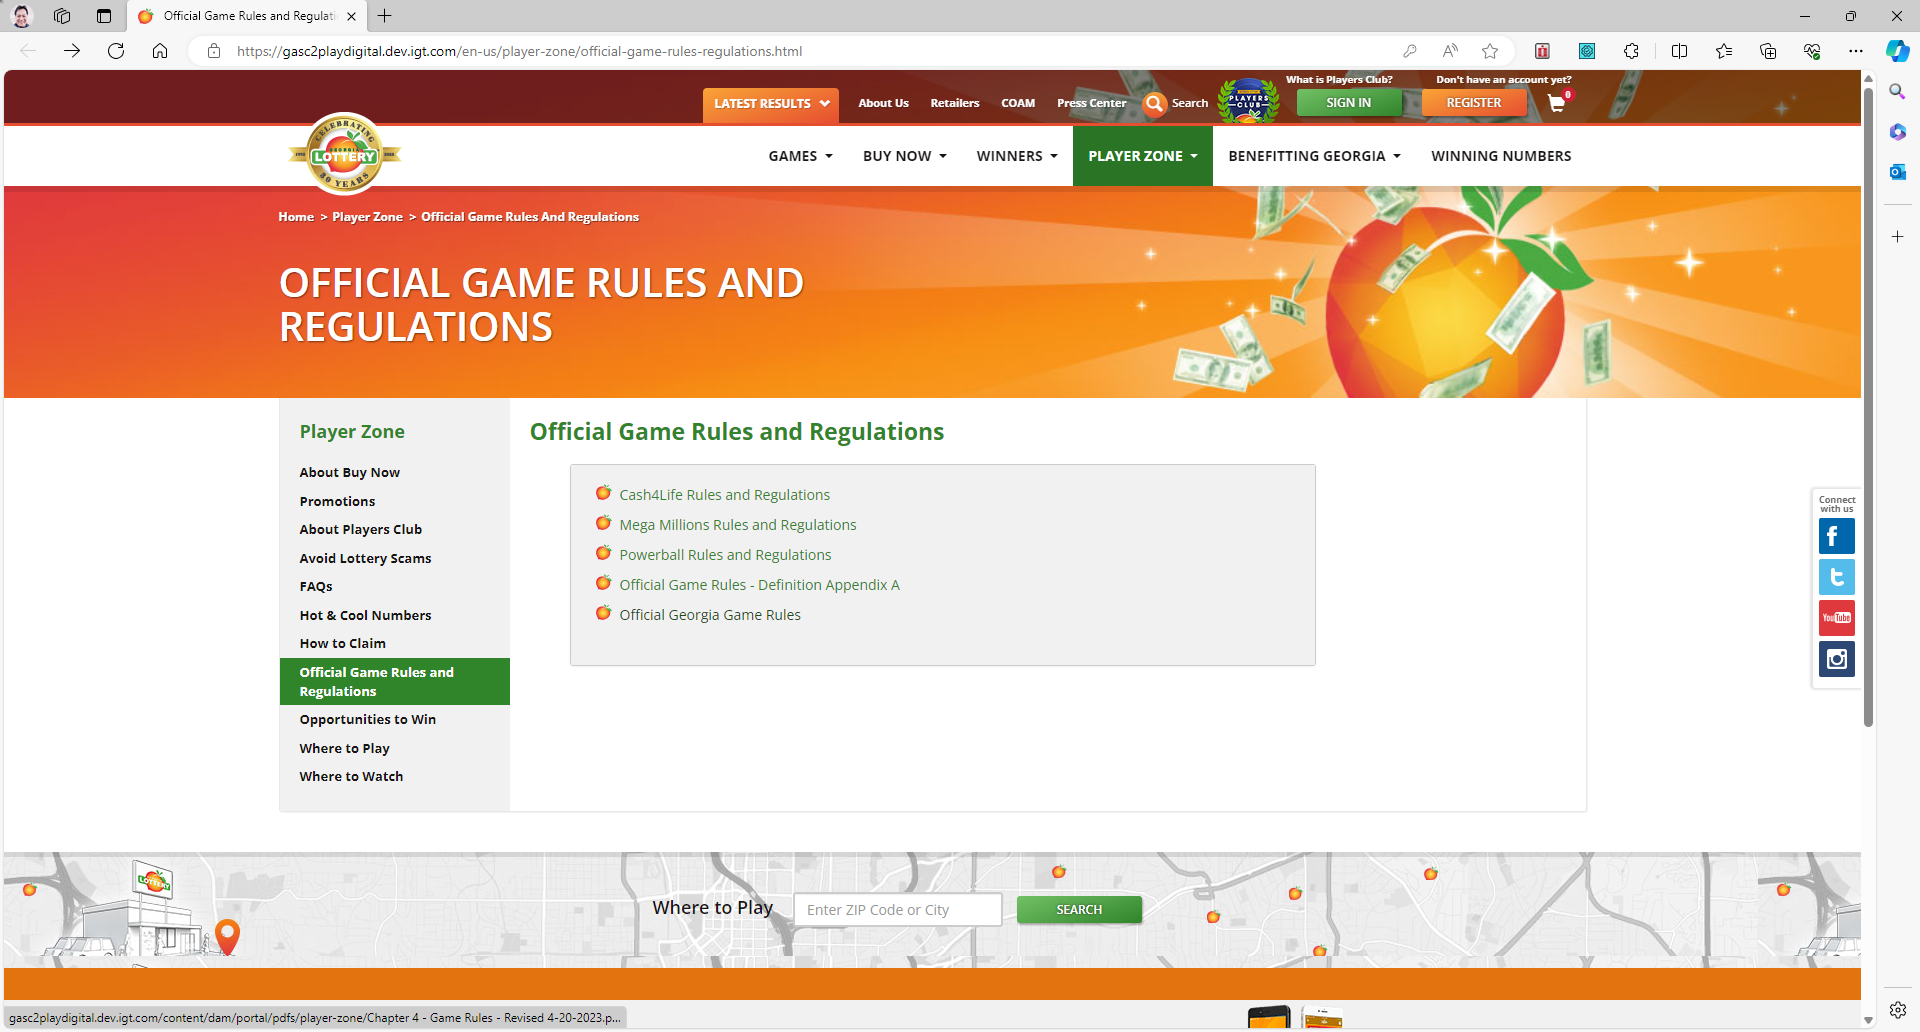 Official Game Rules and Regulati
https://gasc2playdigital.dev.igt.com/en-us/player-zone/official-game-rules-regulations.html
What is Players Club?
Don't have an account yet?
LATEST RESULTS
About Us
Retailers
COAM
Press Center
Search
PLAYERS
CLUB
SIGN IN
REGISTER
0
CELEBRATING
GEORGIA
LOTTERY
30 YEARS
GAMES
BUY NOW
WINNERS
PLAYER ZONE
BENEFITTING GEORGIA
WINNING NUMBERS
Home > Player Zone > Official Game Rules And Regulations
OFFICIAL GAME RULES AND
REGULATIONS
Player Zone
About Buy Now
Promotions
About Players Club
Avoid Lottery Scams
FAQs
Hot & Cool Numbers
How to Claim
Official Game Rules and
Regulations
Opportunities to Win
Where to Play
Where to Watch
Official Game Rules and Regulations
Cash4Life Rules and Regulations
Mega Millions Rules and Regulations
Powerball Rules and Regulations
Official Game Rules - Definition Appendix A
Official Georgia Game Rules
Connect
with us
YouTube
LOTTERY
Where to Play
Enter ZIP Code or City
SEARCH
gasc2playdigital.dev.igt.com/content/dam/portal/pdfs/player-zone/Chapter 4 - Game Rules - Revised 4-20-2023.p...